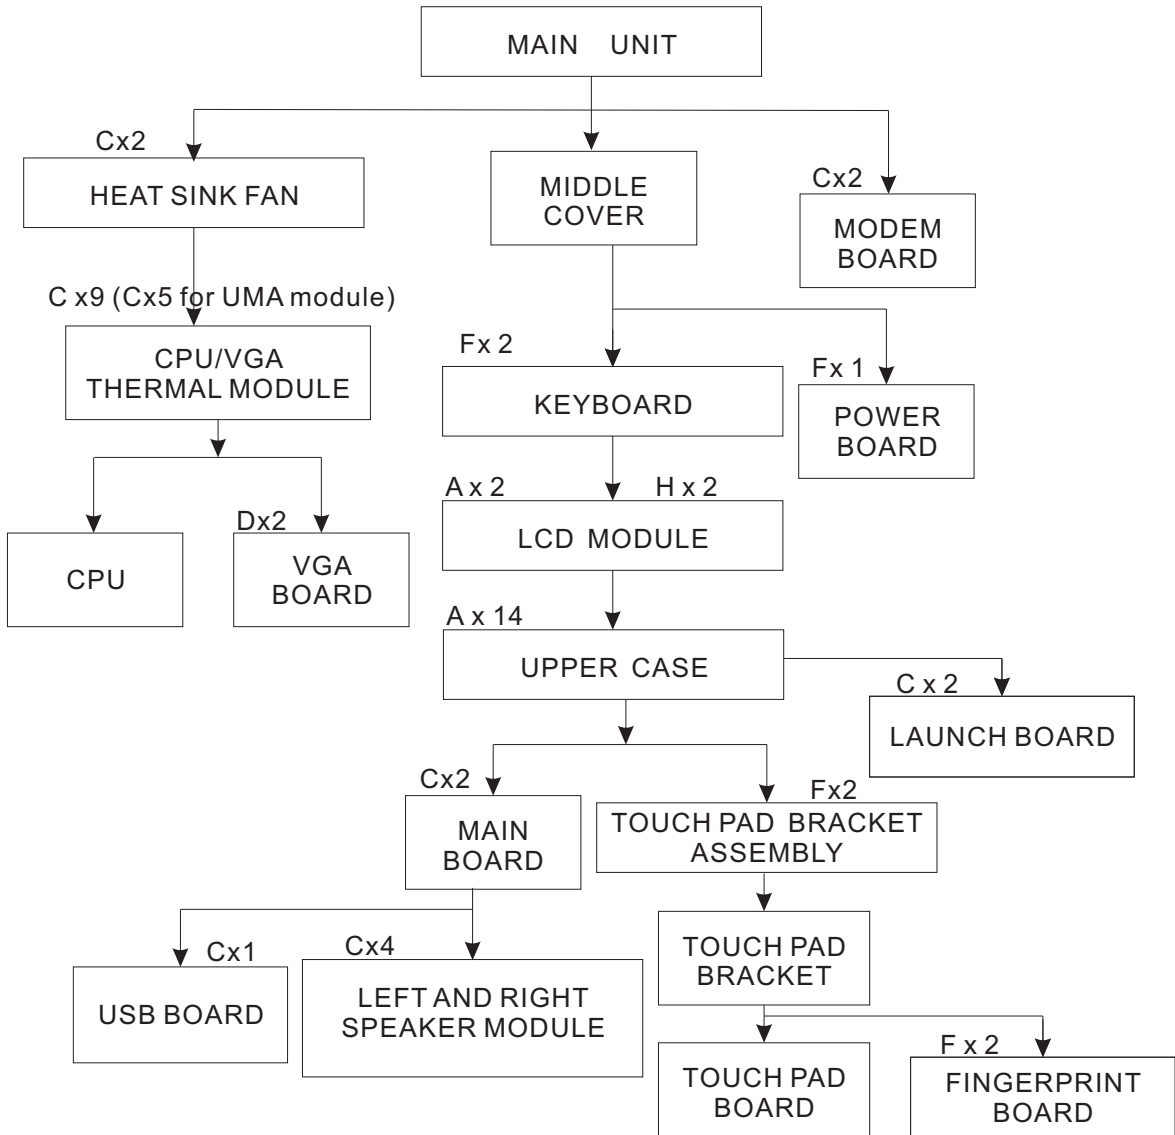 MAIN UNIT
Cx2
HEAT SINK FAN
MIDDLE
COVER
Cx2
MODEM
BOARD
C x9 (Cx5 for UMA module)
CPU/VGA
THERMAL MODULE
Fx 2
KEYBOARD
Fx 1
POWER
BOARD
CPU
Dx2
VGA
BOARD
A x 2
H x 2
LCD MODULE
A x 14
UPPER CASE
C x 2
LAUNCH BOARD
Cx2
MAIN
BOARD
Fx2
TOUCH PAD BRACKET
ASSEMBLY
Cx1
USB BOARD
Cx4
LEFT AND RIGHT
SPEAKER MODULE
TOUCH PAD
BRACKET
TOUCH PAD
BOARD
F x 2
FINGERPRINT
BOARD